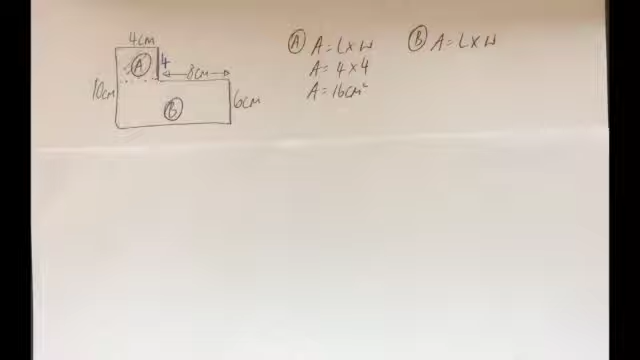 4cm
A
4
8cm
10cm
6cm
B
A A = L x W
A = 4 x 4
A = 16cm²
B A = L x W